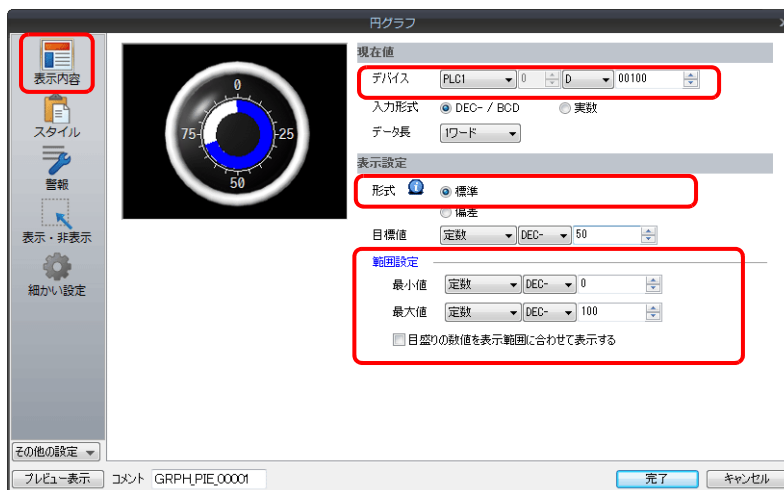 円グラフ
表示内容
スタイル
警報
表示・非表示
細かい設定
その他の設定
0
25
50
75
現在値
デバイス PLC1 0 D 00100
入力形式 DEC- / BCD 実数
データ長 1ワード
表示設定
形式 標準
偏差
目標値 定数 DEC- 50
範囲設定
最小値 定数 DEC- 0
最大値 定数 DEC- 100
目盛りの数値を表示範囲に合わせて表示する
プレビュー表示 コメント GRPH_PIE_00001 完了 キャンセル